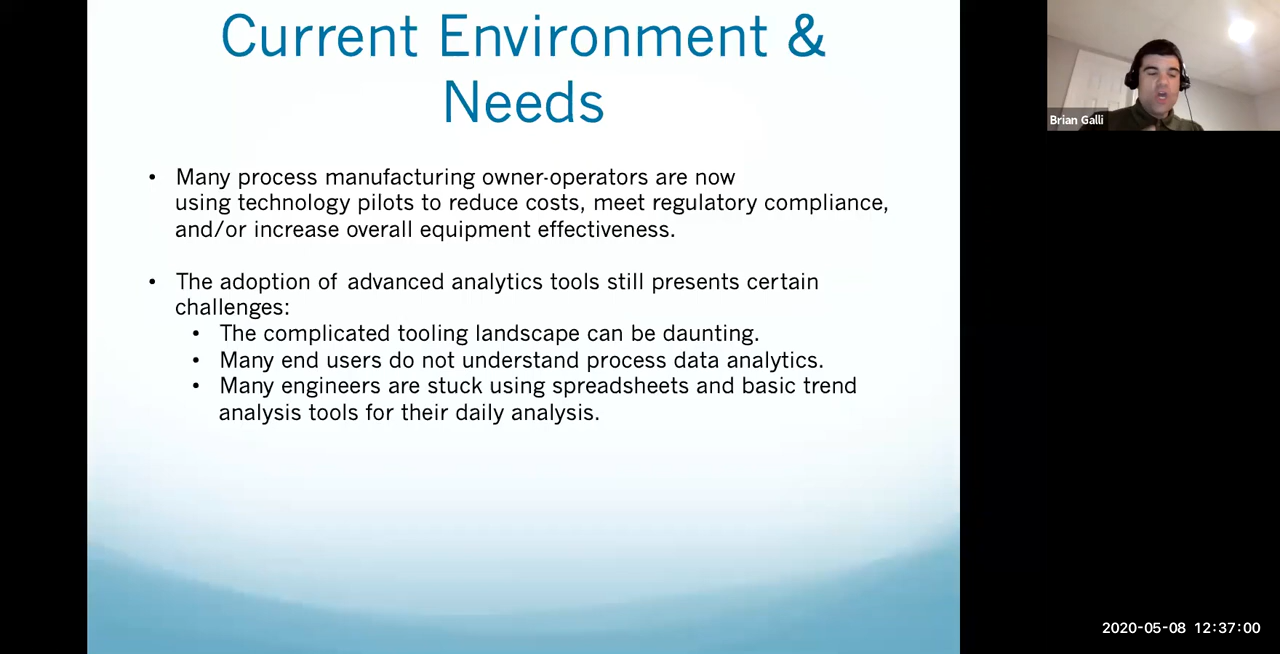 Current Environment &
Needs
• Many process manufacturing owner-operators are now
using technology pilots to reduce costs, meet regulatory compliance,
and/or increase overall equipment effectiveness.
• The adoption of advanced analytics tools still presents certain
challenges:
• The complicated tooling landscape can be daunting.
• Many end users do not understand process data analytics.
• Many engineers are stuck using spreadsheets and basic trend
analysis tools for their daily analysis.
Brian Galli
2020-05-08 12:37:00